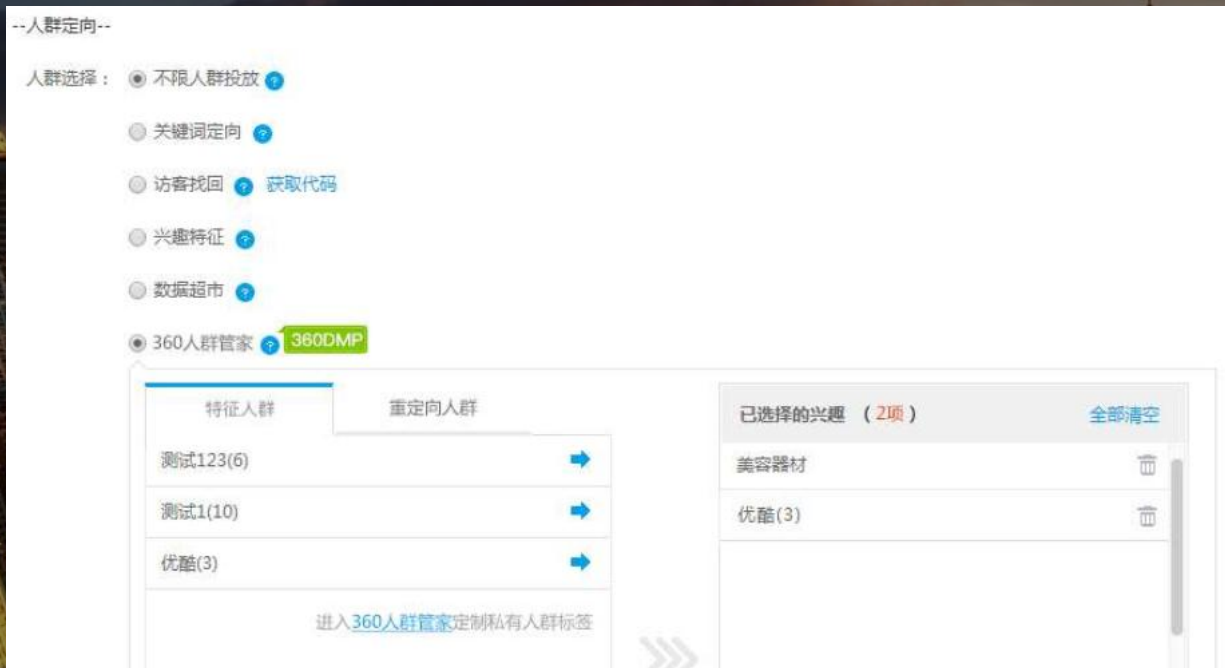 --人群定向--
人群选择： 不限人群投放 ?
关键词定向 ?
访客找回 ? 获取代码
兴趣特征 ?
数据超市 ?
360人群管家 ? 360DMP
特征人群 重定向人群
测试123(6)
测试1(10)
优酷(3)
进入360人群管家定制私有人群标签
已选择的兴趣 （2项） 全部清空
美容器材
优酷(3)